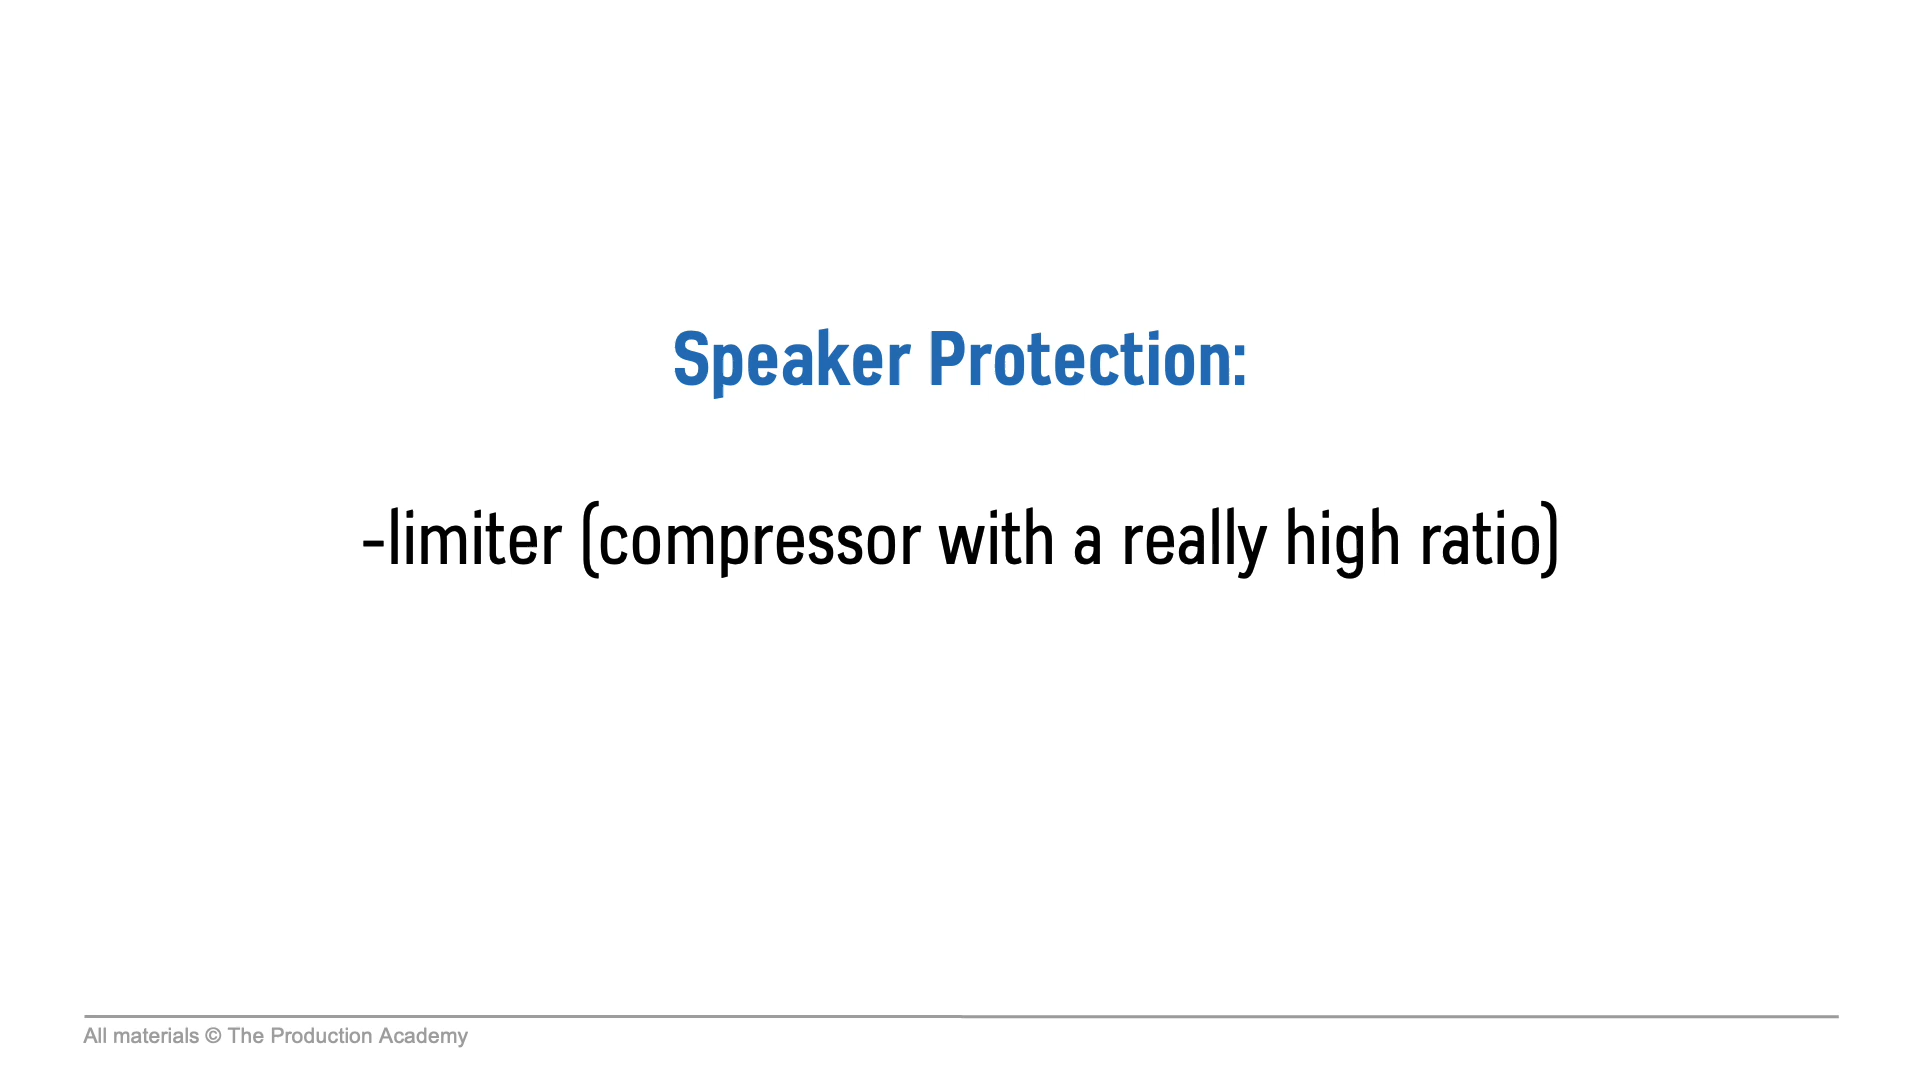 Speaker Protection:
-limiter (compressor with a really high ratio)
All materials © The Production Academy